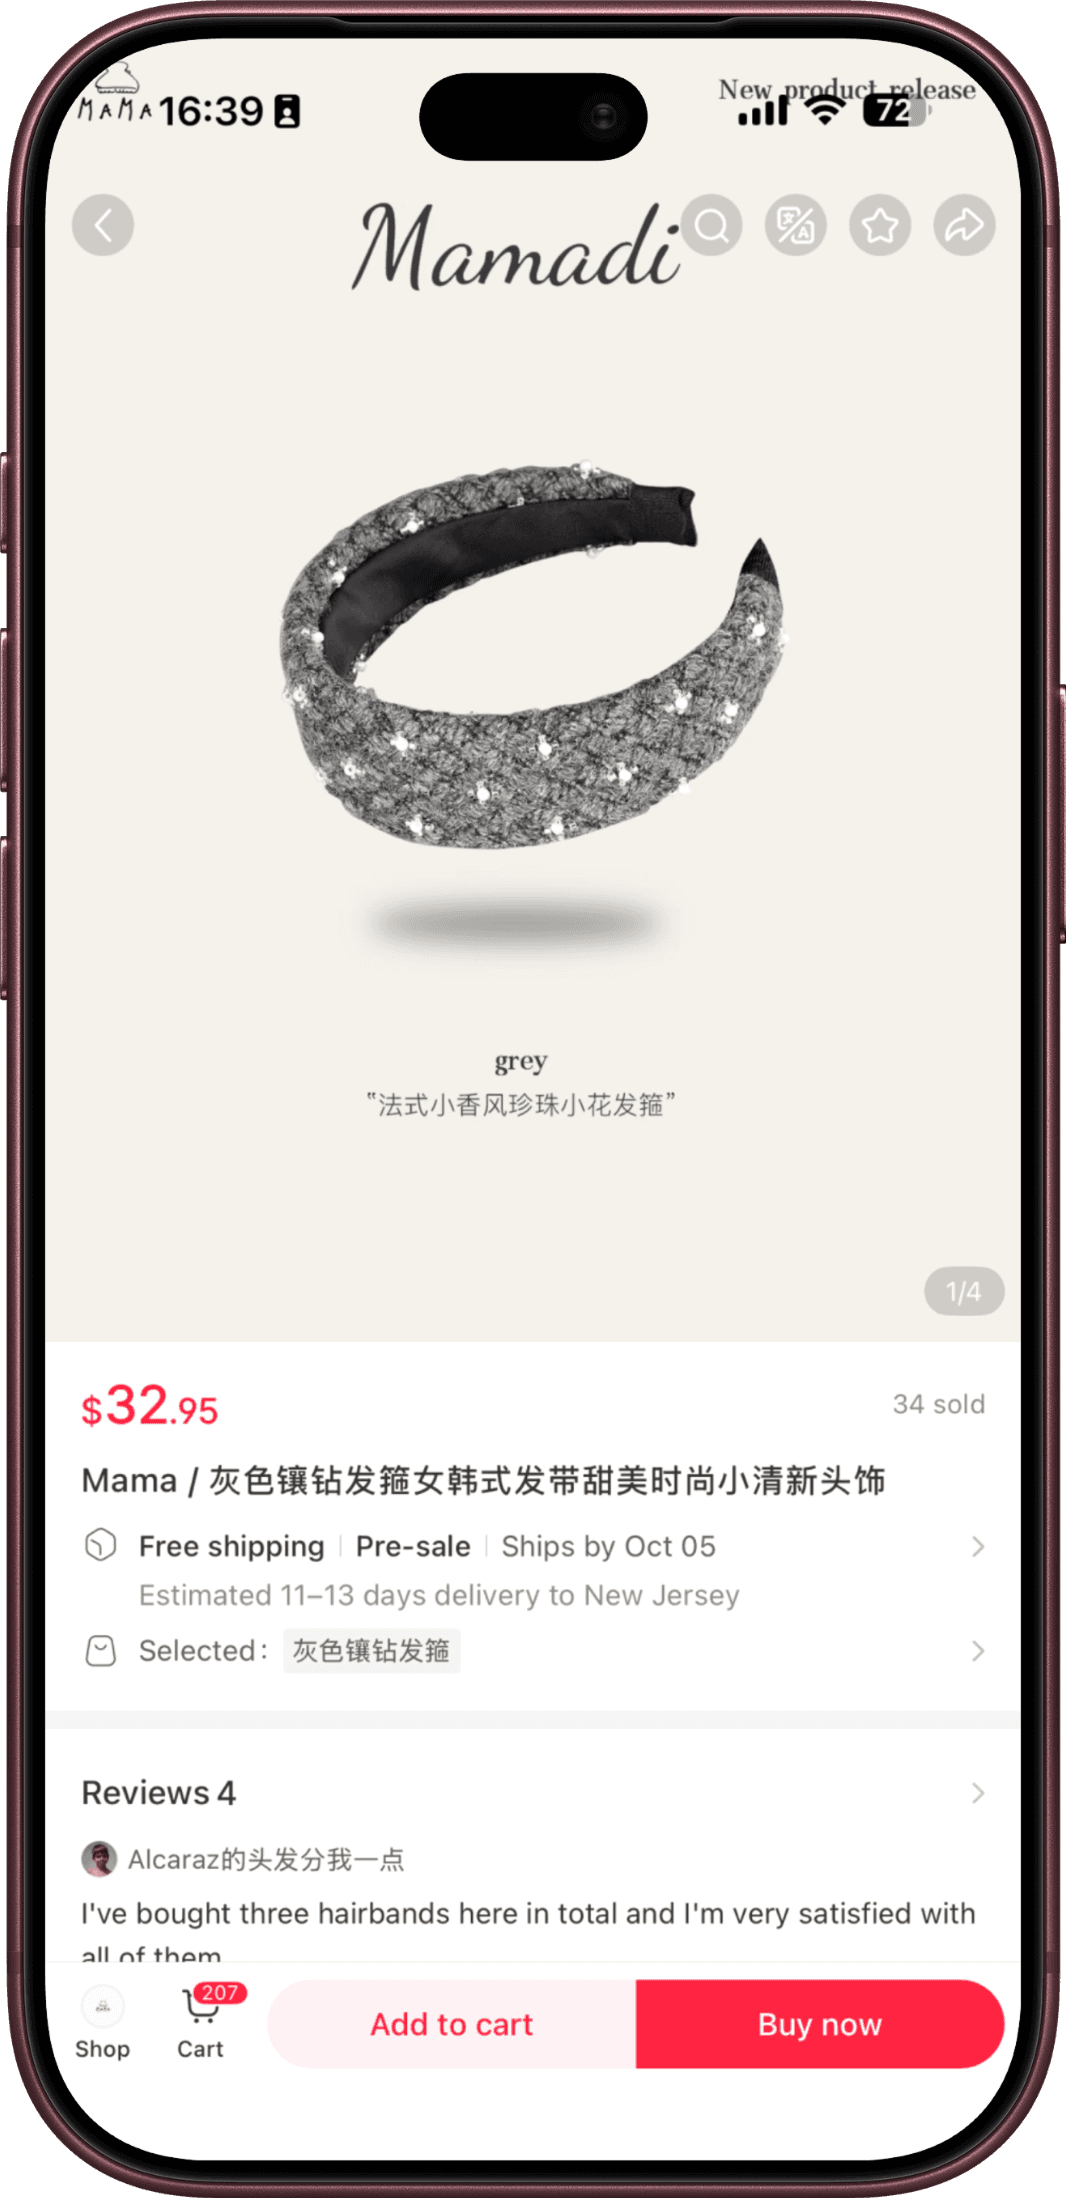 MAMA
16:39
New product release
72
Mamadi
grey
“法式小香风珍珠小花发箍”
1/4
$32.95
34 sold
Mama / 灰色镶钻发箍女韩式发带甜美时尚小清新头饰
Free shipping | Pre-sale | Ships by Oct 05
Estimated 11–13 days delivery to New Jersey
Selected: 灰色镶钻发箍
Reviews 4
Alcaraz的头发分我一点
I've bought three hairbands here in total and I'm very satisfied with
all of them
Shop
207
Cart
Add to cart
Buy now